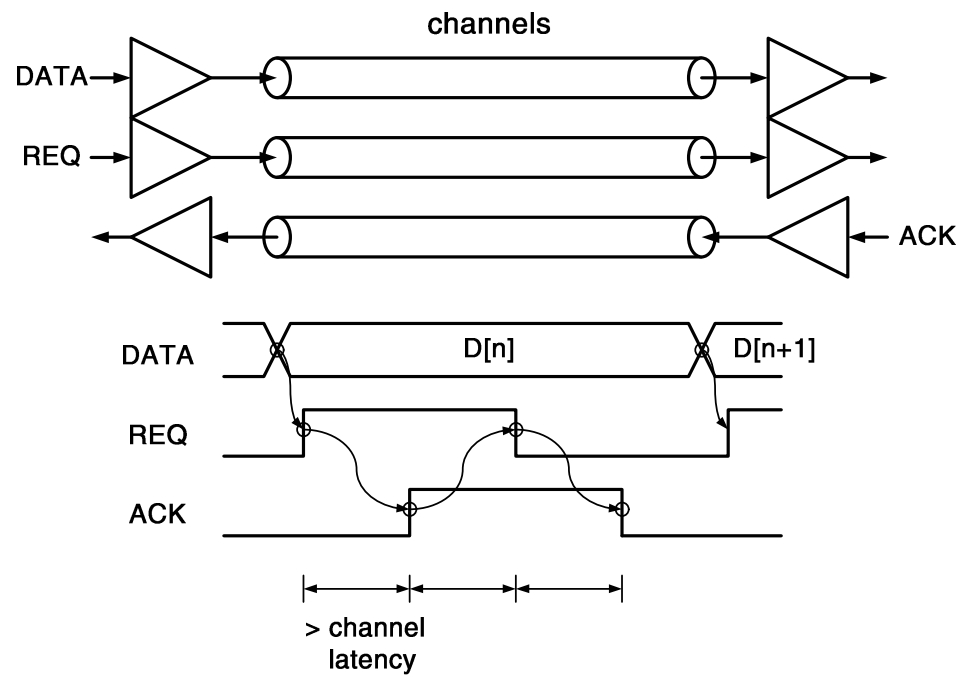 channels
DATA
REQ
ACK
DATA
D[n]
D[n+1]
REQ
ACK
> channel
latency